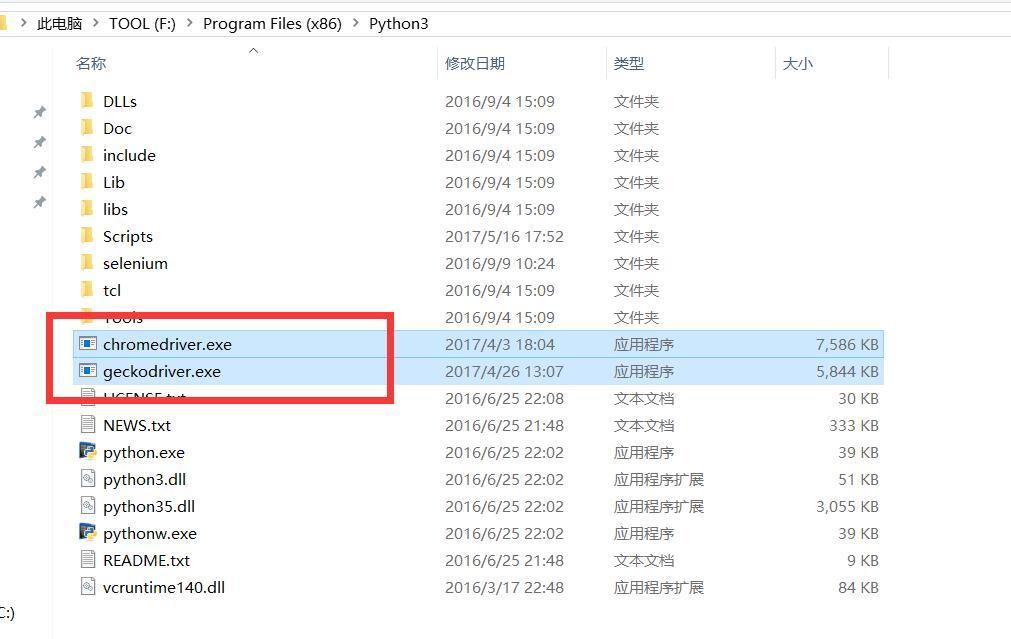 此电脑 > TOOL (F:) > Program Files (x86) > Python3
名称 修改日期 类型 大小
DLLs 2016/9/4 15:09 文件夹
Doc 2016/9/4 15:09 文件夹
include 2016/9/4 15:09 文件夹
Lib 2016/9/4 15:09 文件夹
libs 2016/9/4 15:09 文件夹
Scripts 2017/5/16 17:52 文件夹
selenium 2016/9/9 10:24 文件夹
tcl 2016/9/4 15:09 文件夹
Tools 2016/9/4 15:09 文件夹
chromedriver.exe 2017/4/3 18:04 应用程序 7,586 KB
geckodriver.exe 2017/4/26 13:07 应用程序 5,844 KB
LICENSE.txt 2016/6/25 22:08 文本文档 30 KB
NEWS.txt 2016/6/25 21:48 文本文档 333 KB
python.exe 2016/6/25 22:02 应用程序 39 KB
python3.dll 2016/6/25 22:02 应用程序扩展 51 KB
python35.dll 2016/6/25 22:02 应用程序扩展 3,055 KB
pythonw.exe 2016/6/25 22:02 应用程序 39 KB
README.txt 2016/6/25 21:48 文本文档 9 KB
vcruntime140.dll 2016/3/17 22:48 应用程序扩展 84 KB
C:)